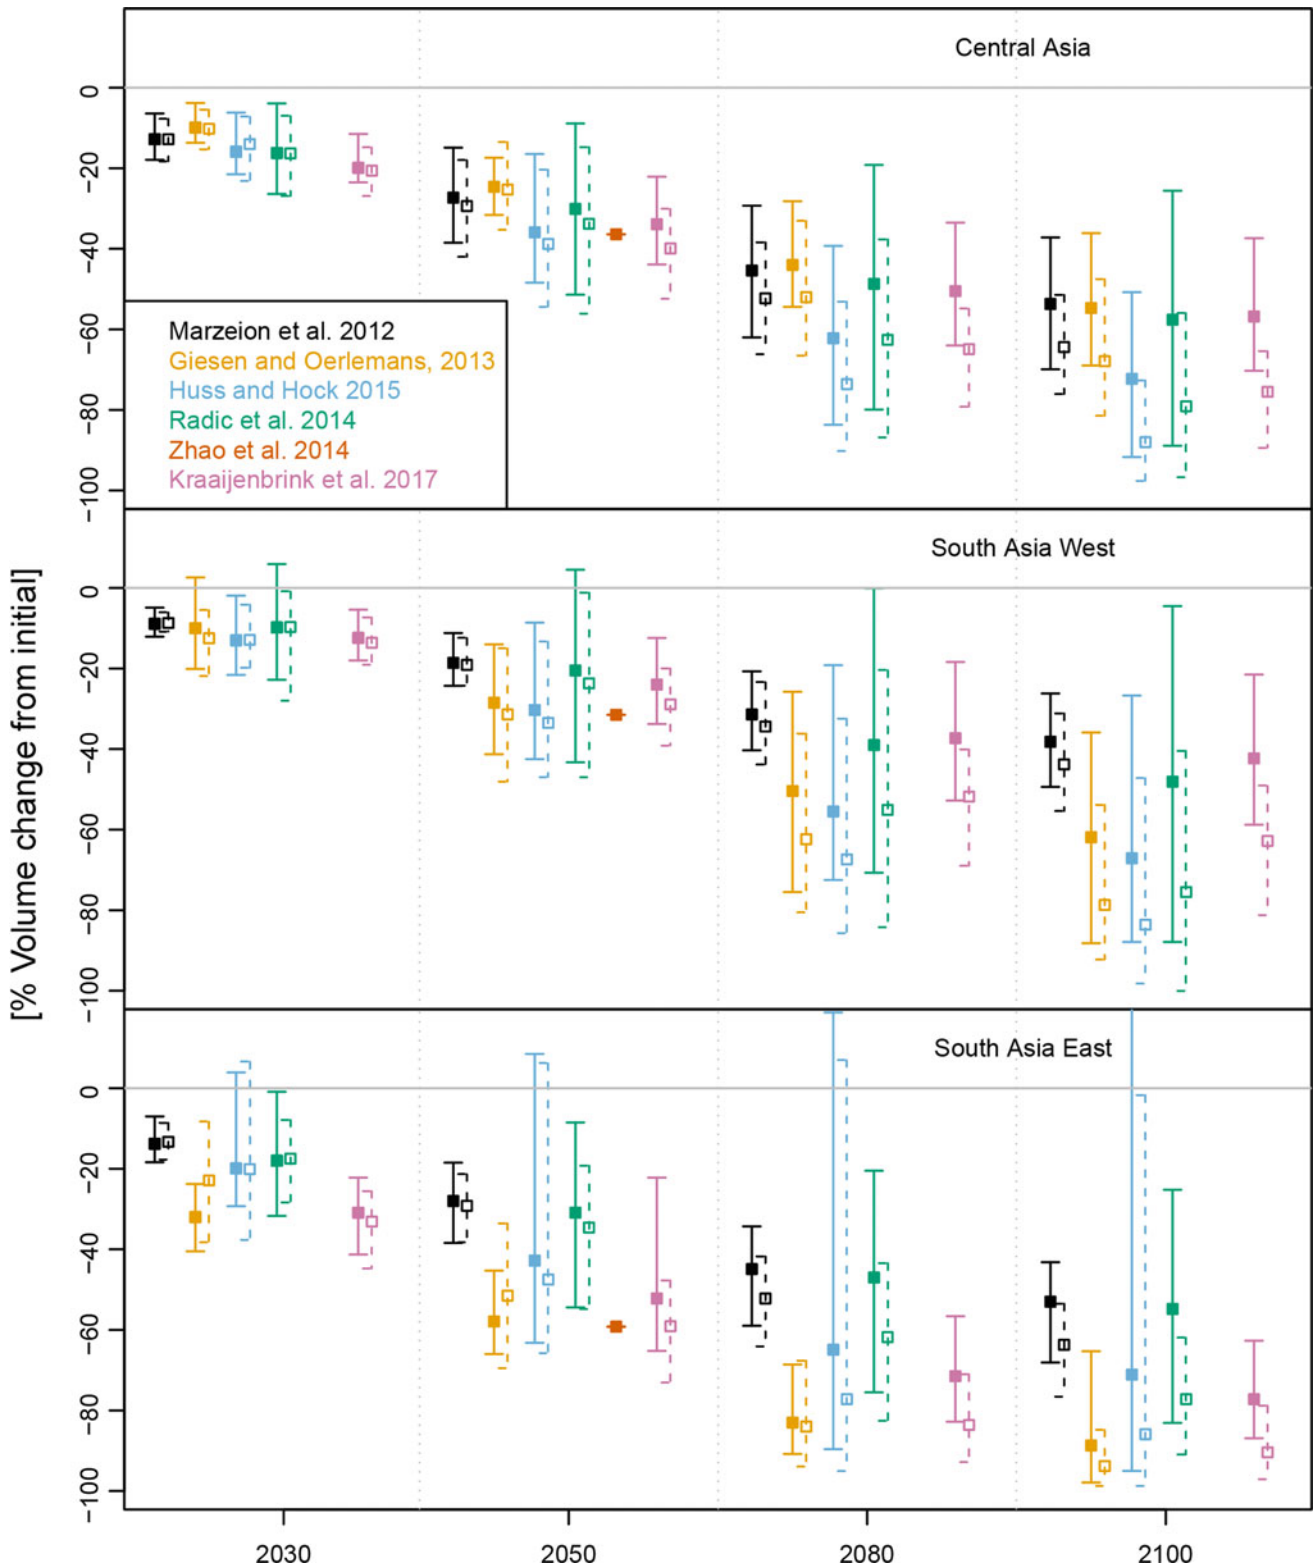 Central Asia
0
−20
−40
−60
−80
−100
Marzeion et al. 2012
Giesen and Oerlemans, 2013
Huss and Hock 2015
Radic et al. 2014
Zhao et al. 2014
Kraaijenbrink et al. 2017
[% Volume change from initial]
South Asia West
0
−20
−40
−60
−80
−100
South Asia East
0
−20
−40
−60
−80
−100
2030 2050 2080 2100